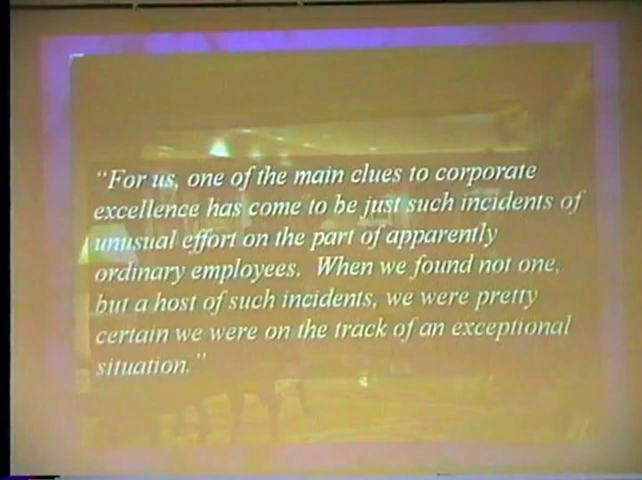 “For us, one of the main clues to corporate
excellence has come to be just such incidents of
unusual effort on the part of apparently
ordinary employees. When we found not one,
but a host of such incidents, we were pretty
certain we were on the track of an exceptional
situation.”